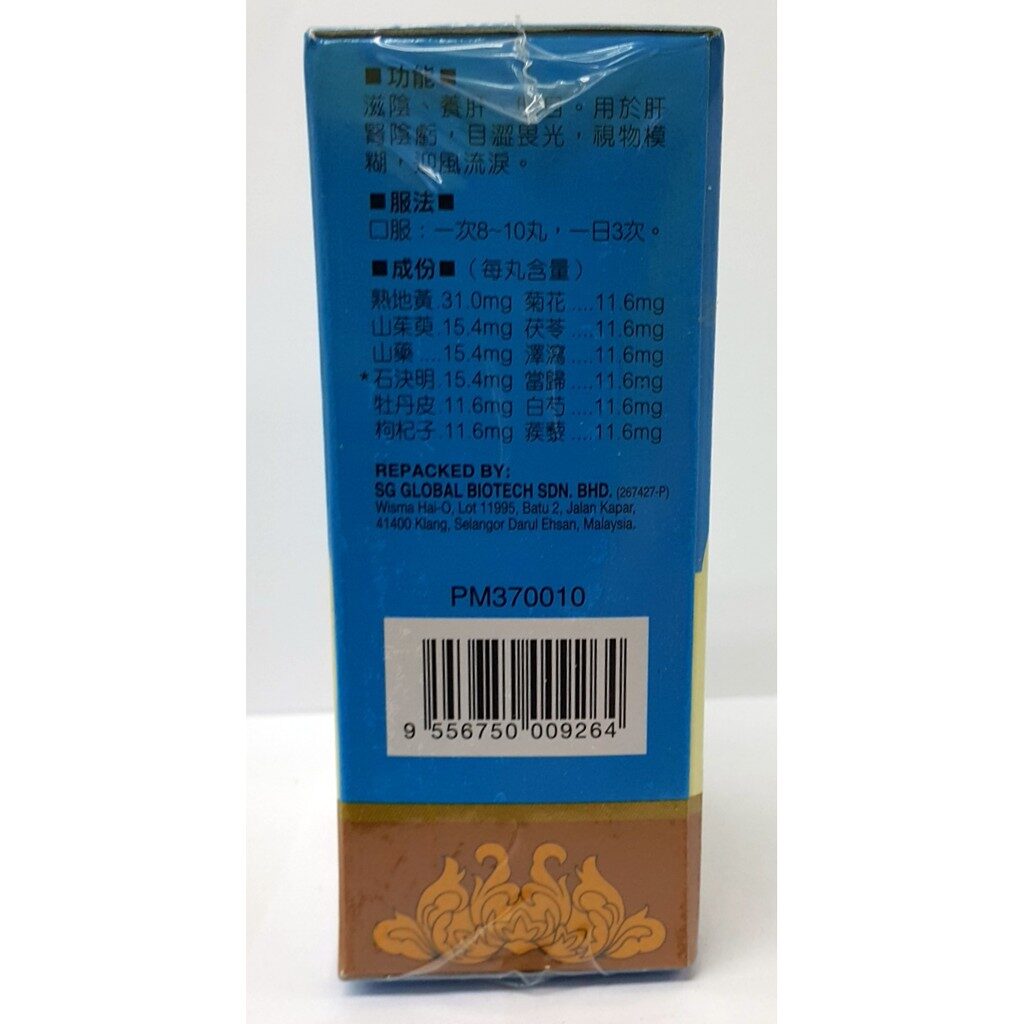 ■功能■
滋陰、養肝、明目。用於肝
腎陰虧，目澀畏光，視物模
糊，迎風流淚。
■服法■
口服：一次8~10丸，一日3次。
■成份■（每丸含量）
熟地黃.31.0mg 菊花....11.6mg
山茱萸.15.4mg 茯苓....11.6mg
山藥....15.4mg 澤瀉....11.6mg
*石決明.15.4mg 當歸....11.6mg
牡丹皮.11.6mg 白芍....11.6mg
枸杞子.11.6mg 蒺藜....11.6mg
REPACKED BY:
SG GLOBAL BIOTECH SDN. BHD. (267427-P)
Wisma Hai-O, Lot 11995, Batu 2, Jalan Kapar,
41400 Klang, Selangor Darul Ehsan, Malaysia.
PM370010
9 556750 009264